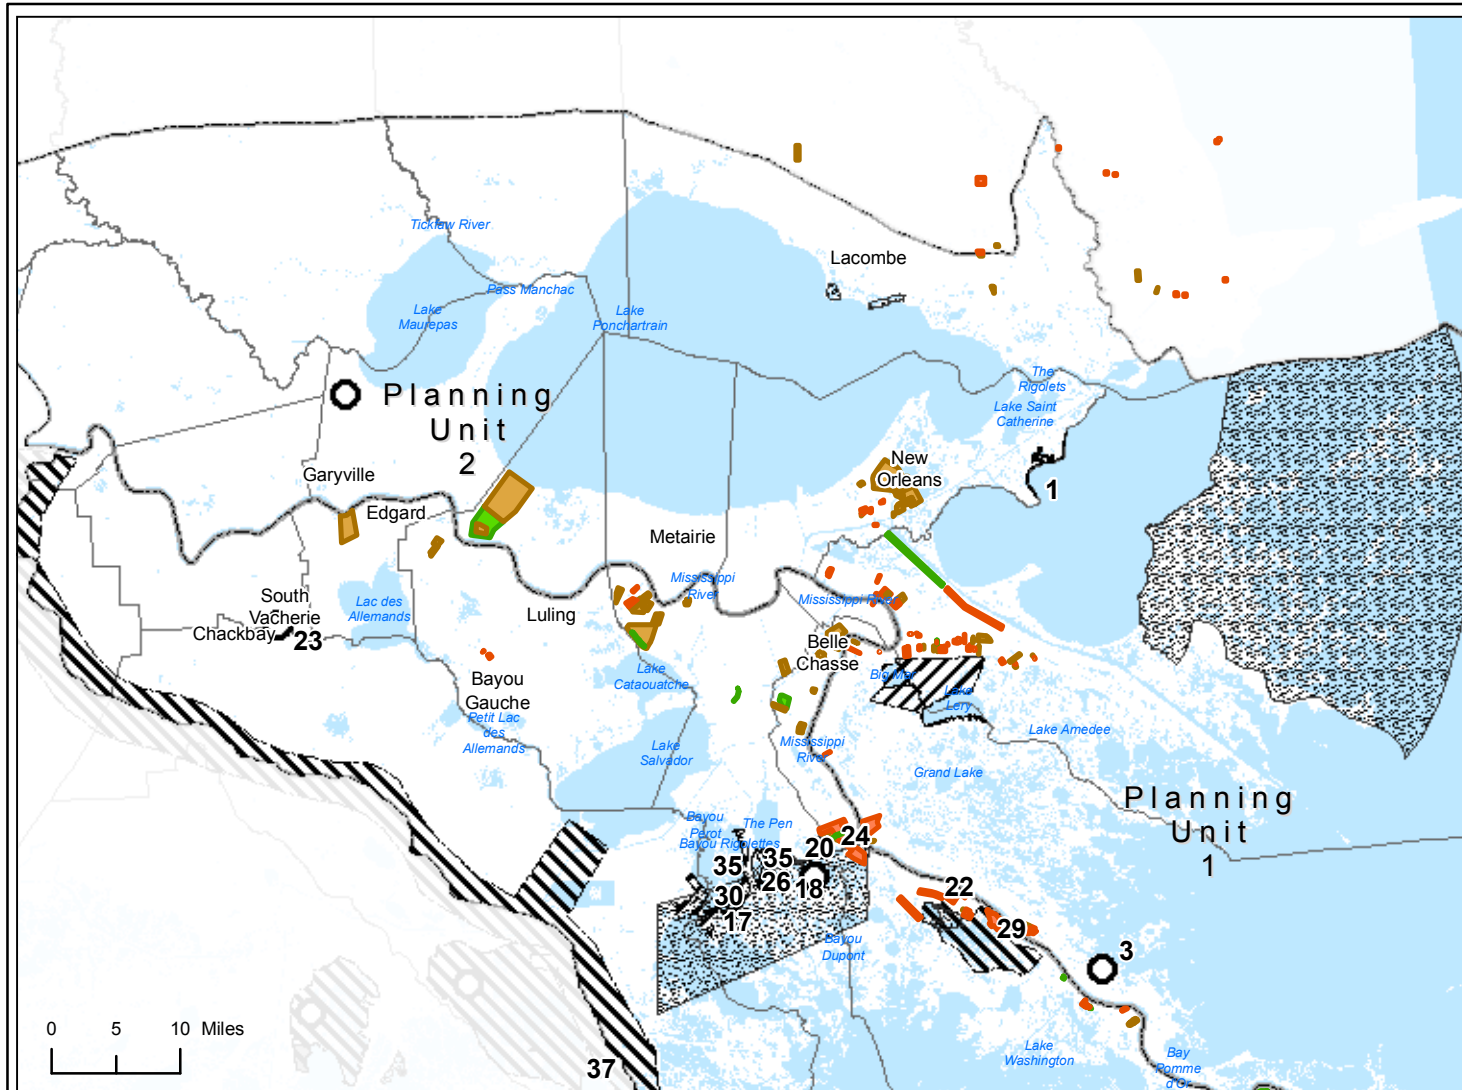 Tickfaw River
Lacombe
Pass Manchac
Lake
Maurepas
Lake
Ponchartrain
The
Rigolets
Lake Saint
Catherine
Planning
Unit
2
New
Orleans
1
Garyville
Edgard
Metairie
Mississippi
River
Mississippi River
South
Vacherie
Chackbay
23
Lac des
Allemands
Luling
Belle
Chasse
Lake
Cataouatche
Big Mar
Lake
Lery
Bayou
Gauche
Petit Lac
des
Allemands
Lake Amedee
Lake
Salvador
Mississippi
River
Grand Lake
Planning
Unit
1
Bayou
Perot
The Pen
Bayou Rigolettes
24
20
35
35
26
18
30
17
22
29
Bayou
Dupont
3
0 5 10 Miles
Lake
Washington
Bay
Pomme
d'Or
37